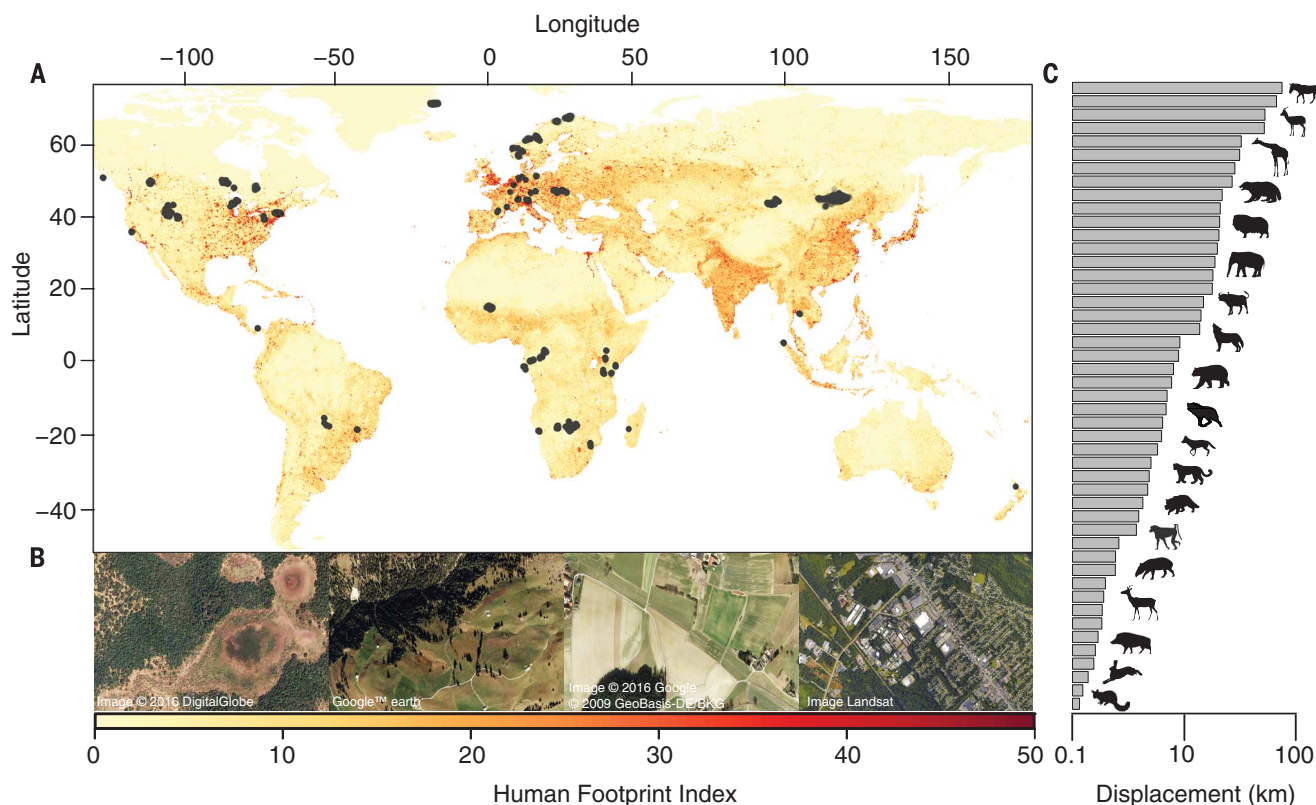 Longitude
−100 −50 0 50 100 150
A
C
Latitude
60
40
20
0
−20
−40
B
Image © 2016 DigitalGlobe
Google™ earth
Image © 2016 Google
© 2009 GeoBasis-DE/BKG
Image Landsat
0 10 20 30 40 50
Human Footprint Index
0.1 10 100
Displacement (km)